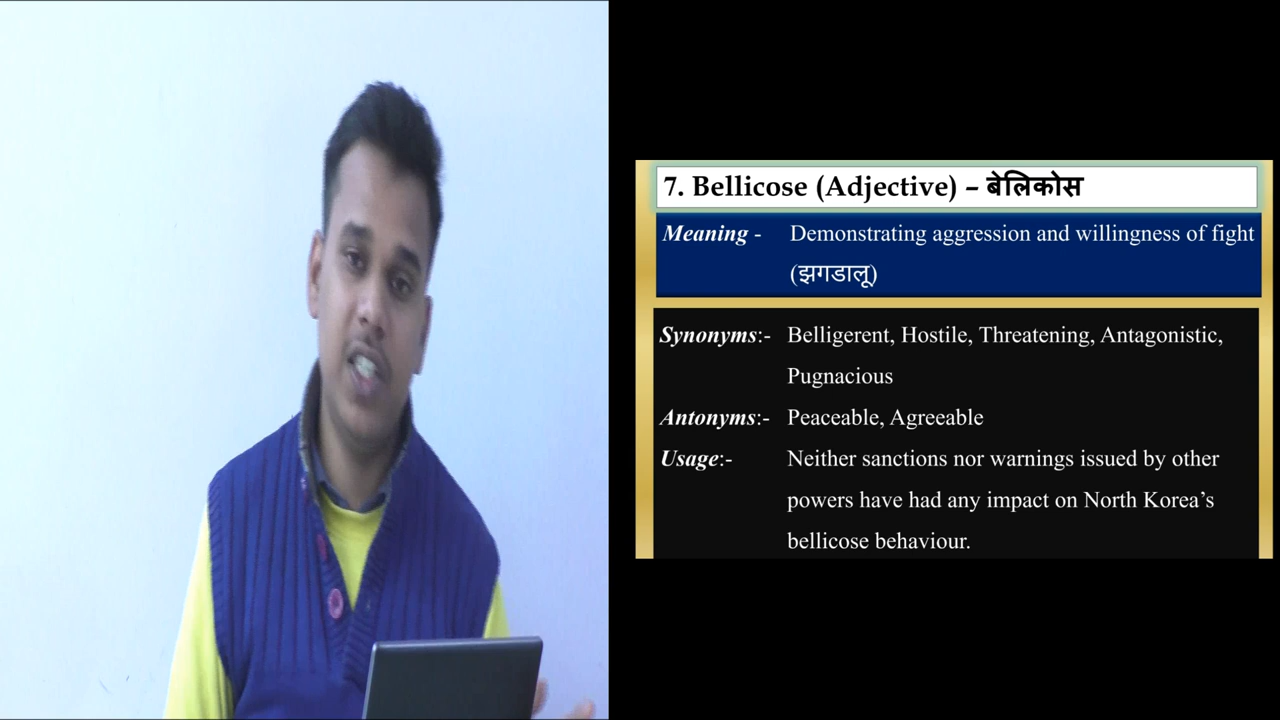 7. Bellicose (Adjective) – बेलिकोस
Meaning - Demonstrating aggression and willingness of fight
(झगडालू)
Synonyms:- Belligerent, Hostile, Threatening, Antagonistic,
Pugnacious
Antonyms:- Peaceable, Agreeable
Usage:- Neither sanctions nor warnings issued by other
powers have had any impact on North Korea’s
bellicose behaviour.